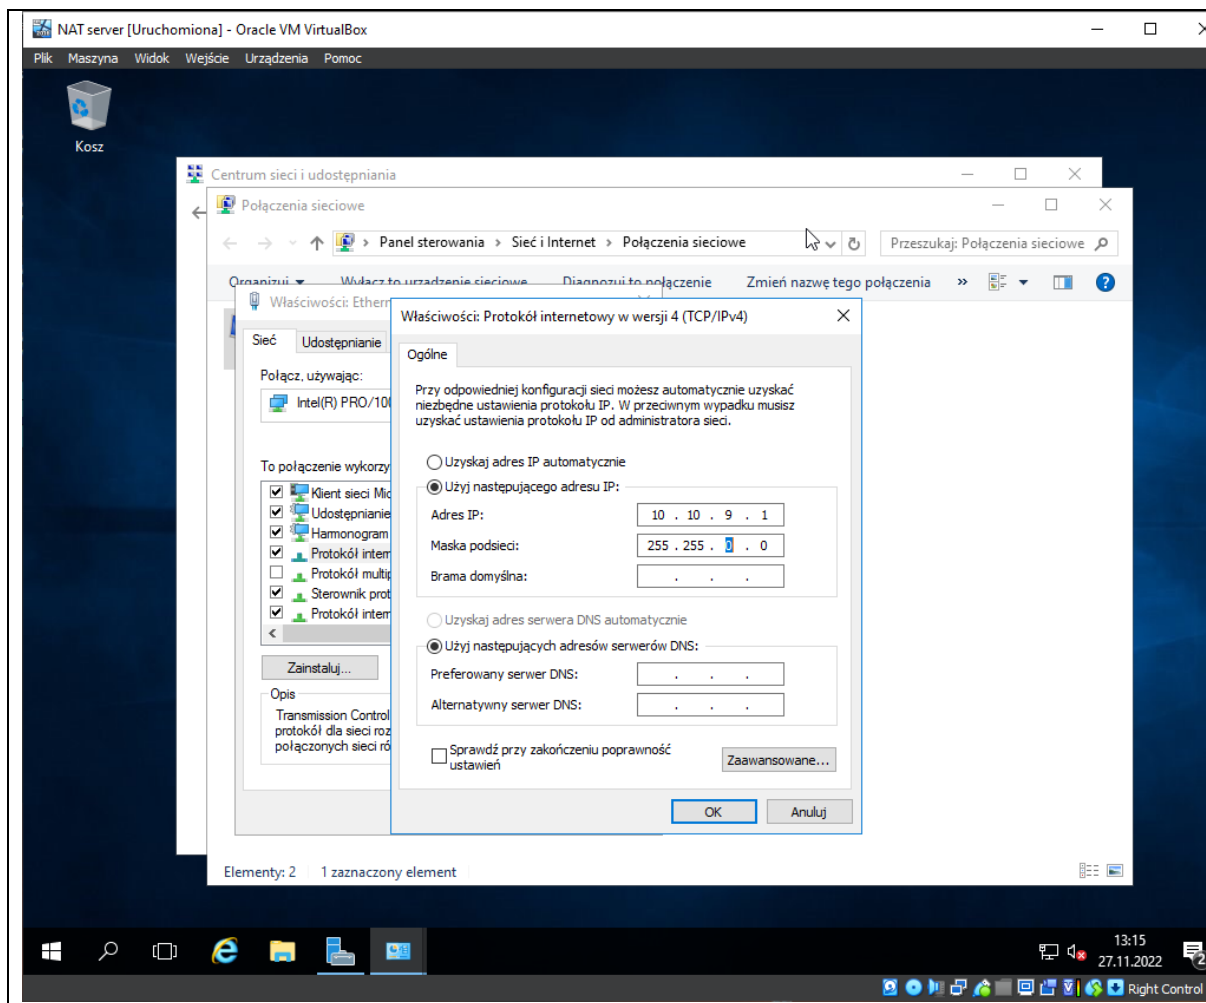 NAT server [Uruchomiona] - Oracle VM VirtualBox
Plik Maszyna Widok Wejście Urządzenia Pomoc
Kosz
Centrum sieci i udostępniania
Połączenia sieciowe
Panel sterowania > Sieć i Internet > Połączenia sieciowe
Przeszukaj: Połączenia sieciowe
Organizuj Wyłącz to urządzenie sieciowe Diagnozuj to połączenie Zmień nazwę tego połączenia »
Właściwości: Ethern
Sieć Udostępnianie
Połącz, używając:
Intel(R) PRO/100
To połączenie wykorzy
Klient sieci Mic
Udostępnianie
Harmonogram
Protokół intern
Protokół multip
Sterownik prot
Protokół intern
Zainstaluj...
Opis
Transmission Control
protokół dla sieci roz
połączonych sieci ró
Właściwości: Protokół internetowy w wersji 4 (TCP/IPv4)
Ogólne
Przy odpowiedniej konfiguracji sieci możesz automatycznie uzyskać
niezbędne ustawienia protokołu IP. W przeciwnym wypadku musisz
uzyskać ustawienia protokołu IP od administratora sieci.
Uzyskaj adres IP automatycznie
Użyj następującego adresu IP:
Adres IP: 10 . 10 . 9 . 1
Maska podsieci: 255 . 255 . 0 . 0
Brama domyślna: . . .
Uzyskaj adres serwera DNS automatycznie
Użyj następujących adresów serwerów DNS:
Preferowany serwer DNS: . . .
Alternatywny serwer DNS: . . .
Sprawdź przy zakończeniu poprawność
ustawień
Zaawansowane...
OK Anuluj
Elementy: 2 1 zaznaczony element
13:15
27.11.2022
2
Right Control